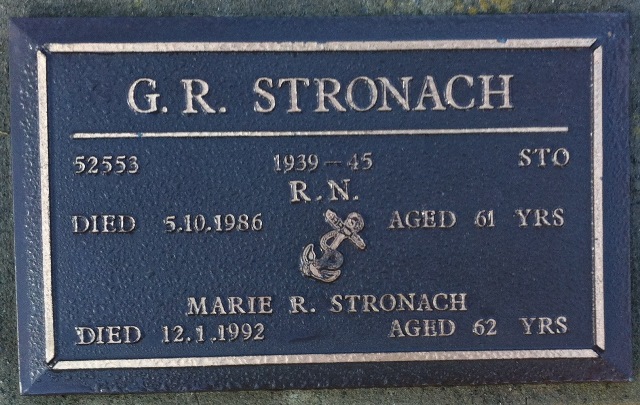 G. R. STRONACH
52553 1939 - 45 STO
R.N.
DIED 5.10.1986 AGED 61 YRS
MARIE R. STRONACH
DIED 12.1.1992 AGED 62 YRS